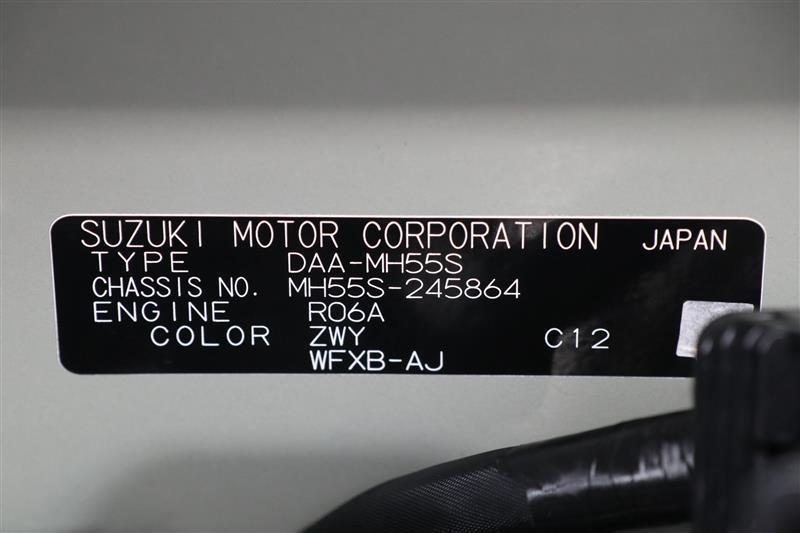 SUZUKI MOTOR CORPORATION JAPAN
TYPE DAA-MH55S
CHASSIS NO. MH55S-245864
ENGINE R06A
COLOR ZWY C12
WFXB-AJ